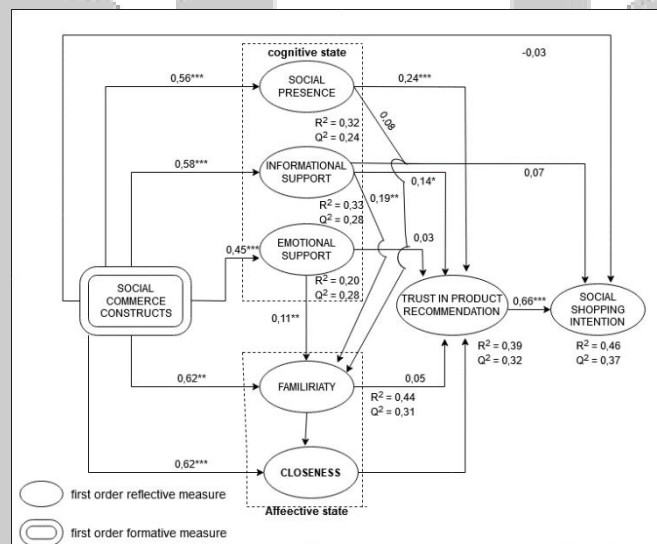 cognitive state
-0,03
0,56***
SOCIAL
PRESENCE
0,24***
0,08
R² = 0,32
Q² = 0,24
0,58***
INFORMATIONAL
SUPPORT
0,07
0,14*
0,19**
R² = 0,33
Q² = 0,28
0,45***
EMOTIONAL
SUPPORT
0,03
R² = 0,20
Q² = 0,28
SOCIAL
COMMERCE
CONSTRUCTS
TRUST IN PRODUCT
RECOMMENDATION
0,66***
SOCIAL
SHOPPING
INTENTION
0,11**
R² = 0,39
Q² = 0,32
R² = 0,46
Q² = 0,37
0,62**
FAMILIRIATY
0,05
R² = 0,44
Q² = 0,31
0,62***
CLOSENESS
Affeective state
first order reflective measure
first order formative measure